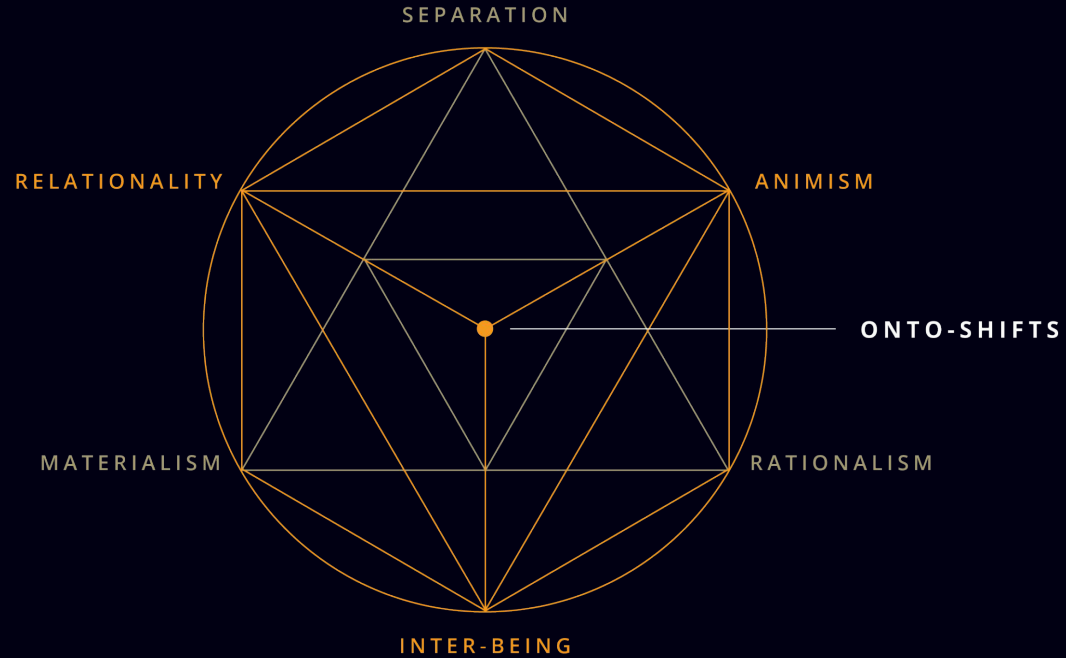 SEPARATION
RELATIONALITY
ANIMISM
ONTO-SHIFTS
MATERIALISM
RATIONALISM
INTER-BEING